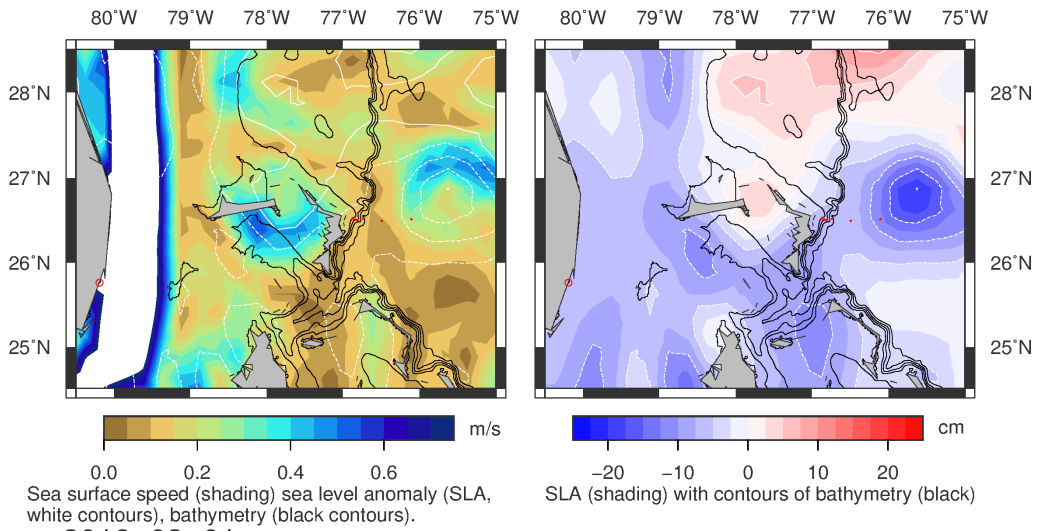 80°W 79°W 78°W 77°W 76°W 75°W 80°W 79°W 78°W 77°W 76°W 75°W
28°N 28°N
27°N 27°N
26°N 26°N
25°N 25°N
m/s cm
0.0 0.2 0.4 0.6 −20 −10 0 10 20
Sea surface speed (shading) sea level anomaly (SLA, SLA (shading) with contours of bathymetry (black)
white contours), bathymetry (black contours).